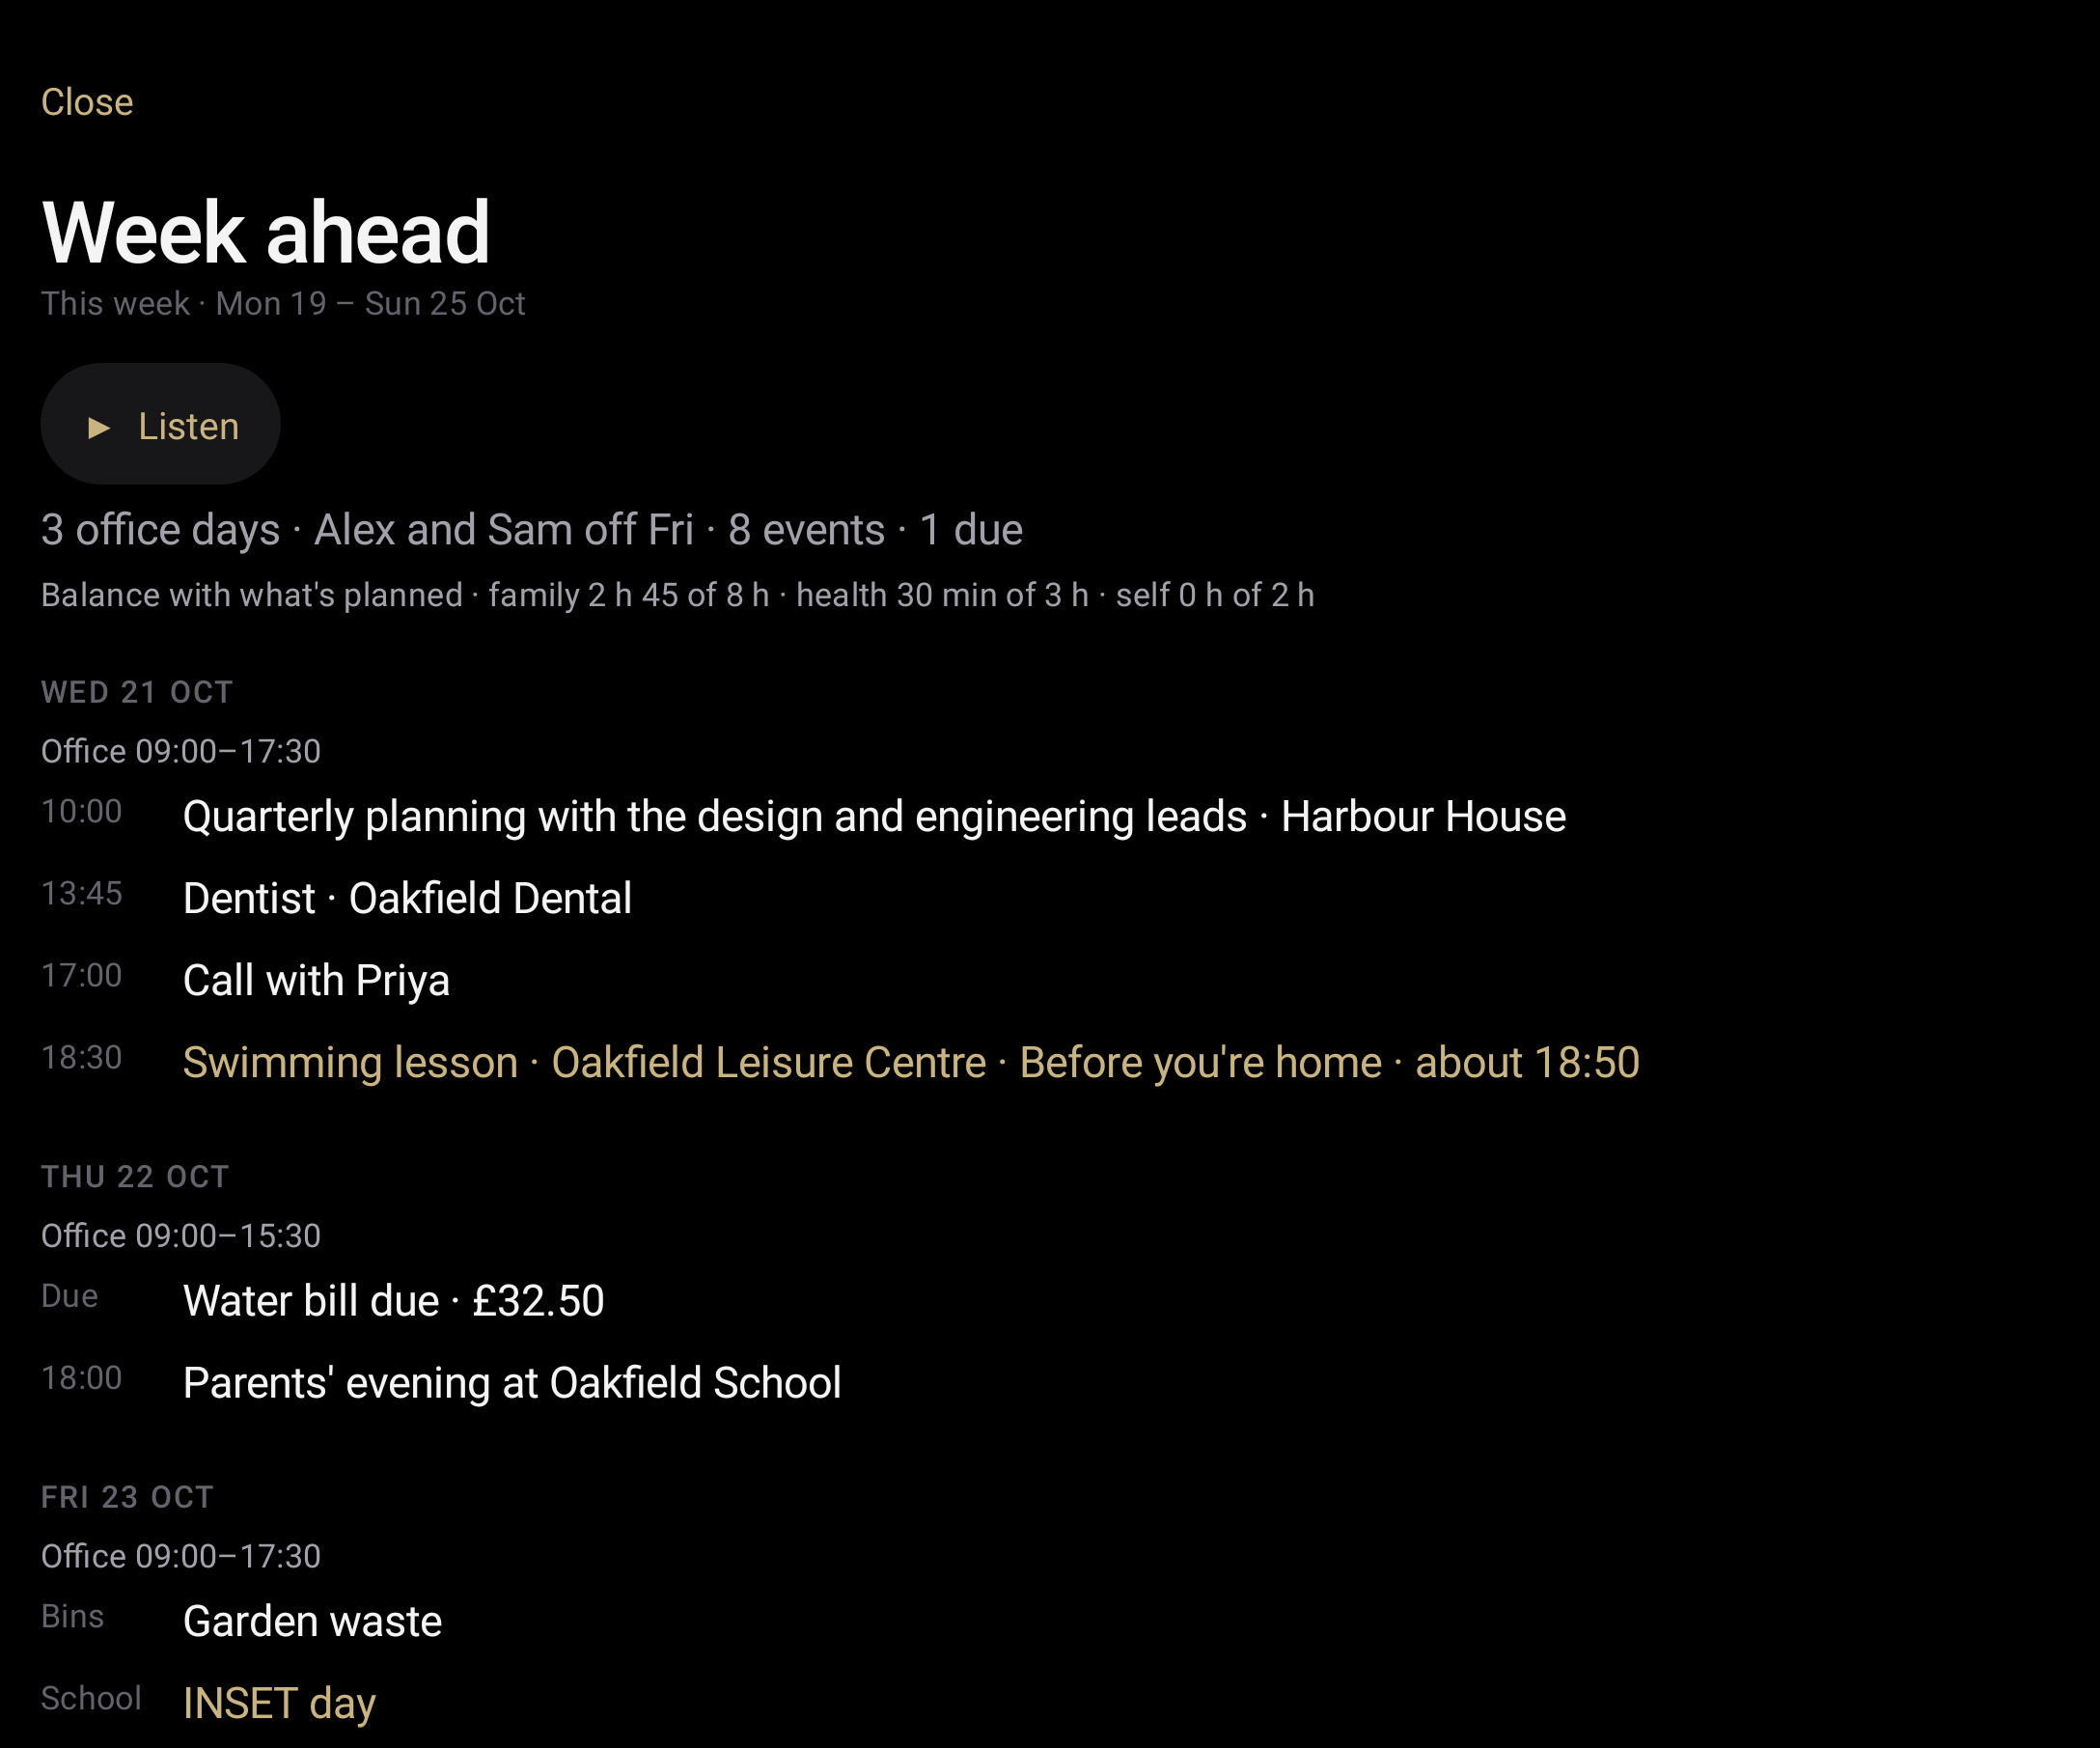 Close
Week ahead
This week · Mon 19 – Sun 25 Oct
▶ Listen
3 office days · Alex and Sam off Fri · 8 events · 1 due
Balance with what's planned · family 2 h 45 of 8 h · health 30 min of 3 h · self 0 h of 2 h
WED 21 OCT
Office 09:00–17:30
10:00 Quarterly planning with the design and engineering leads · Harbour House
13:45 Dentist · Oakfield Dental
17:00 Call with Priya
18:30 Swimming lesson · Oakfield Leisure Centre · Before you're home · about 18:50
THU 22 OCT
Office 09:00–15:30
Due Water bill due · £32.50
18:00 Parents' evening at Oakfield School
FRI 23 OCT
Office 09:00–17:30
Bins Garden waste
School INSET day